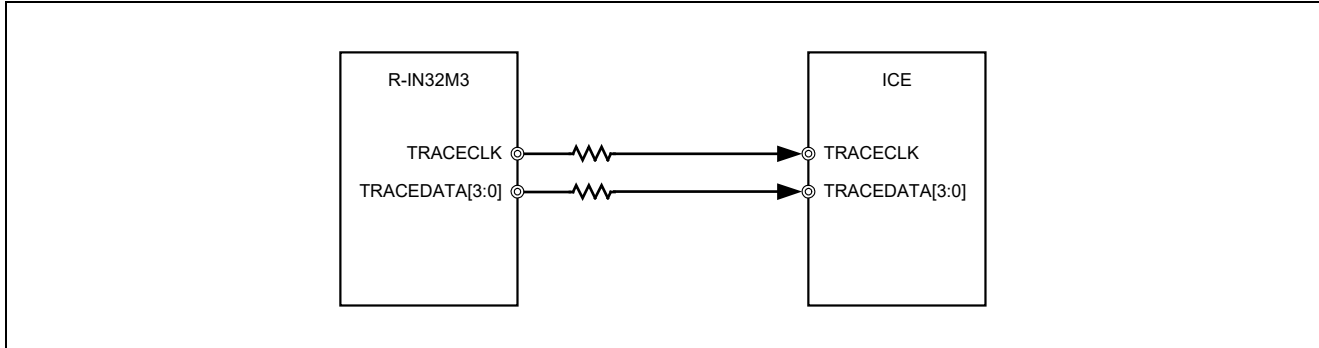 R-IN32M3
ICE
TRACECLK
TRACECLK
TRACEDATA[3:0]
TRACEDATA[3:0]